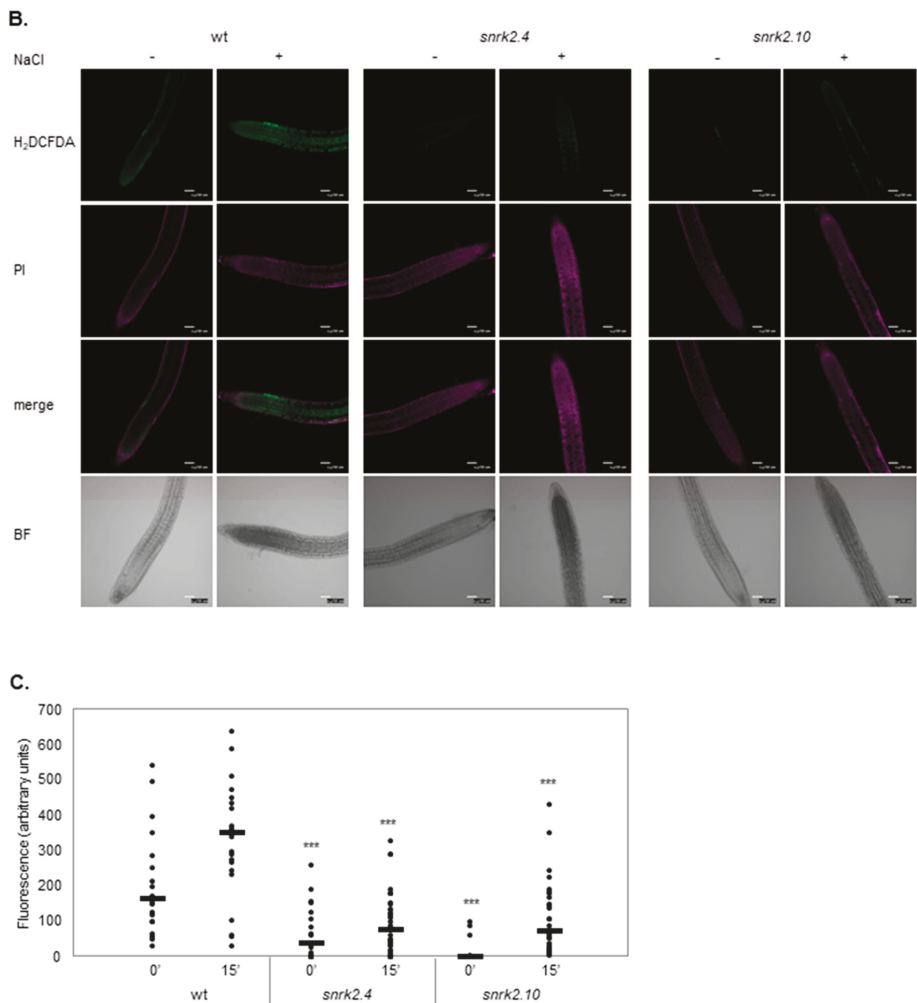 B.
wt snrk2.4 snrk2.10
NaCl - + - + - +
H₂DCFDA
PI
merge
BF
C.
Fluorescence (arbitrary units)
700
600
500
400
300
200
100
0
*** *** *** ***
0' 15' 0' 15' 0' 15'
wt snrk2.4 snrk2.10